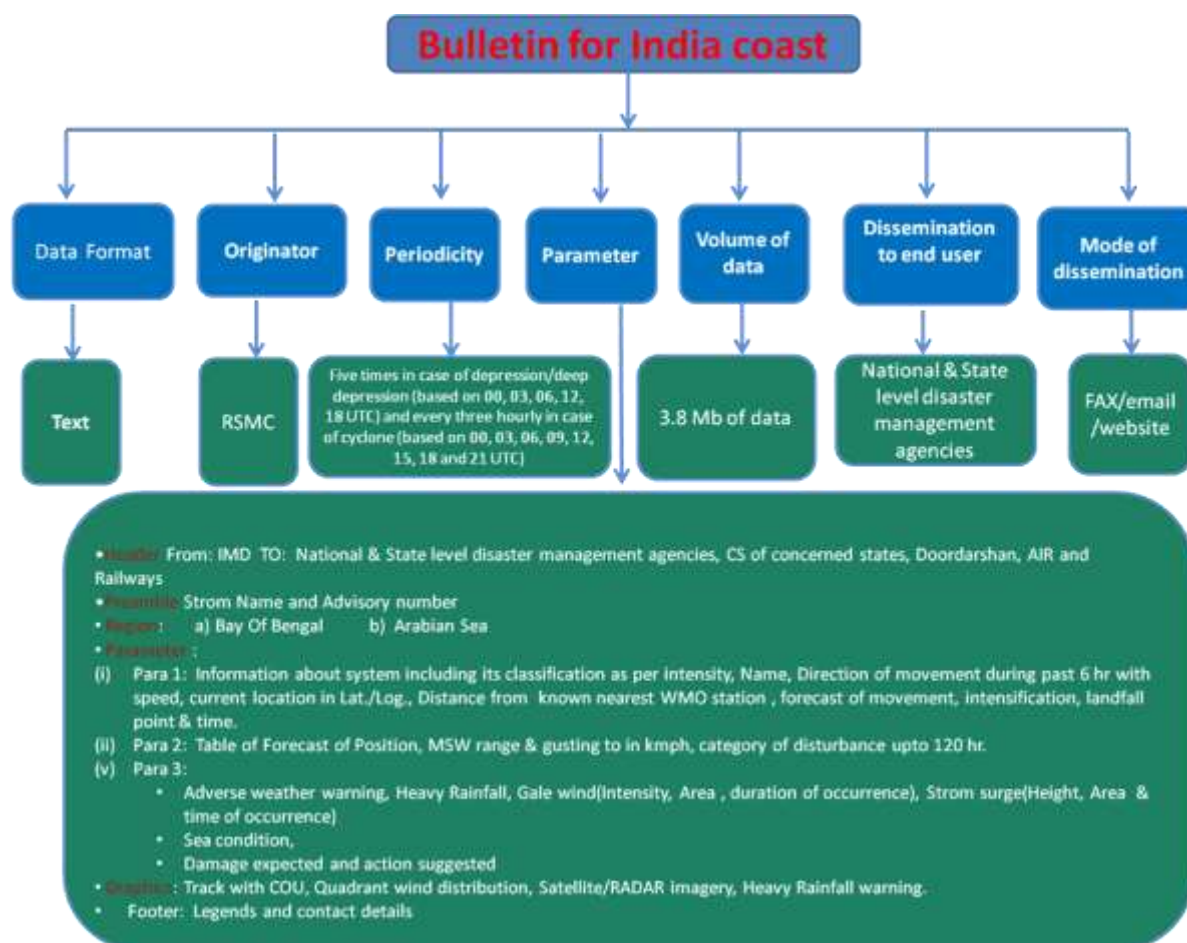 Bulletin for India coast
Data Format
Originator
Periodicity
Parameter
Volume of
data
Dissemination
to end user
Mode of
dissemination
Text
RSMC
Five times in case of depression/deep
depression (based on 00, 03, 06, 12,
18 UTC) and every three hourly in case
of cyclone (based on 00, 03, 06, 09, 12,
15, 18 and 21 UTC)
3.8 Mb of data
National & State
level disaster
management
agencies
FAX/email
/website
•Header From: IMD TO: National & State level disaster management agencies, CS of concerned states, Doordarshan, AIR and
Railways
•Preamble Strom Name and Advisory number
• Region: a) Bay Of Bengal b) Arabian Sea
• Parameter :
(i) Para 1: Information about system including its classification as per intensity, Name, Direction of movement during past 6 hr with
speed, current location in Lat./Log., Distance from known nearest WMO station , forecast of movement, intensification, landfall
point & time.
(ii) Para 2: Table of Forecast of Position, MSW range & gusting to in kmph, category of disturbance upto 120 hr.
(v) Para 3:
• Adverse weather warning, Heavy Rainfall, Gale wind(Intensity, Area , duration of occurrence), Strom surge(Height, Area &
time of occurrence)
• Sea condition,
• Damage expected and action suggested
• Graphics: Track with COU, Quadrant wind distribution, Satellite/RADAR imagery, Heavy Rainfall warning.
• Footer: Legends and contact details